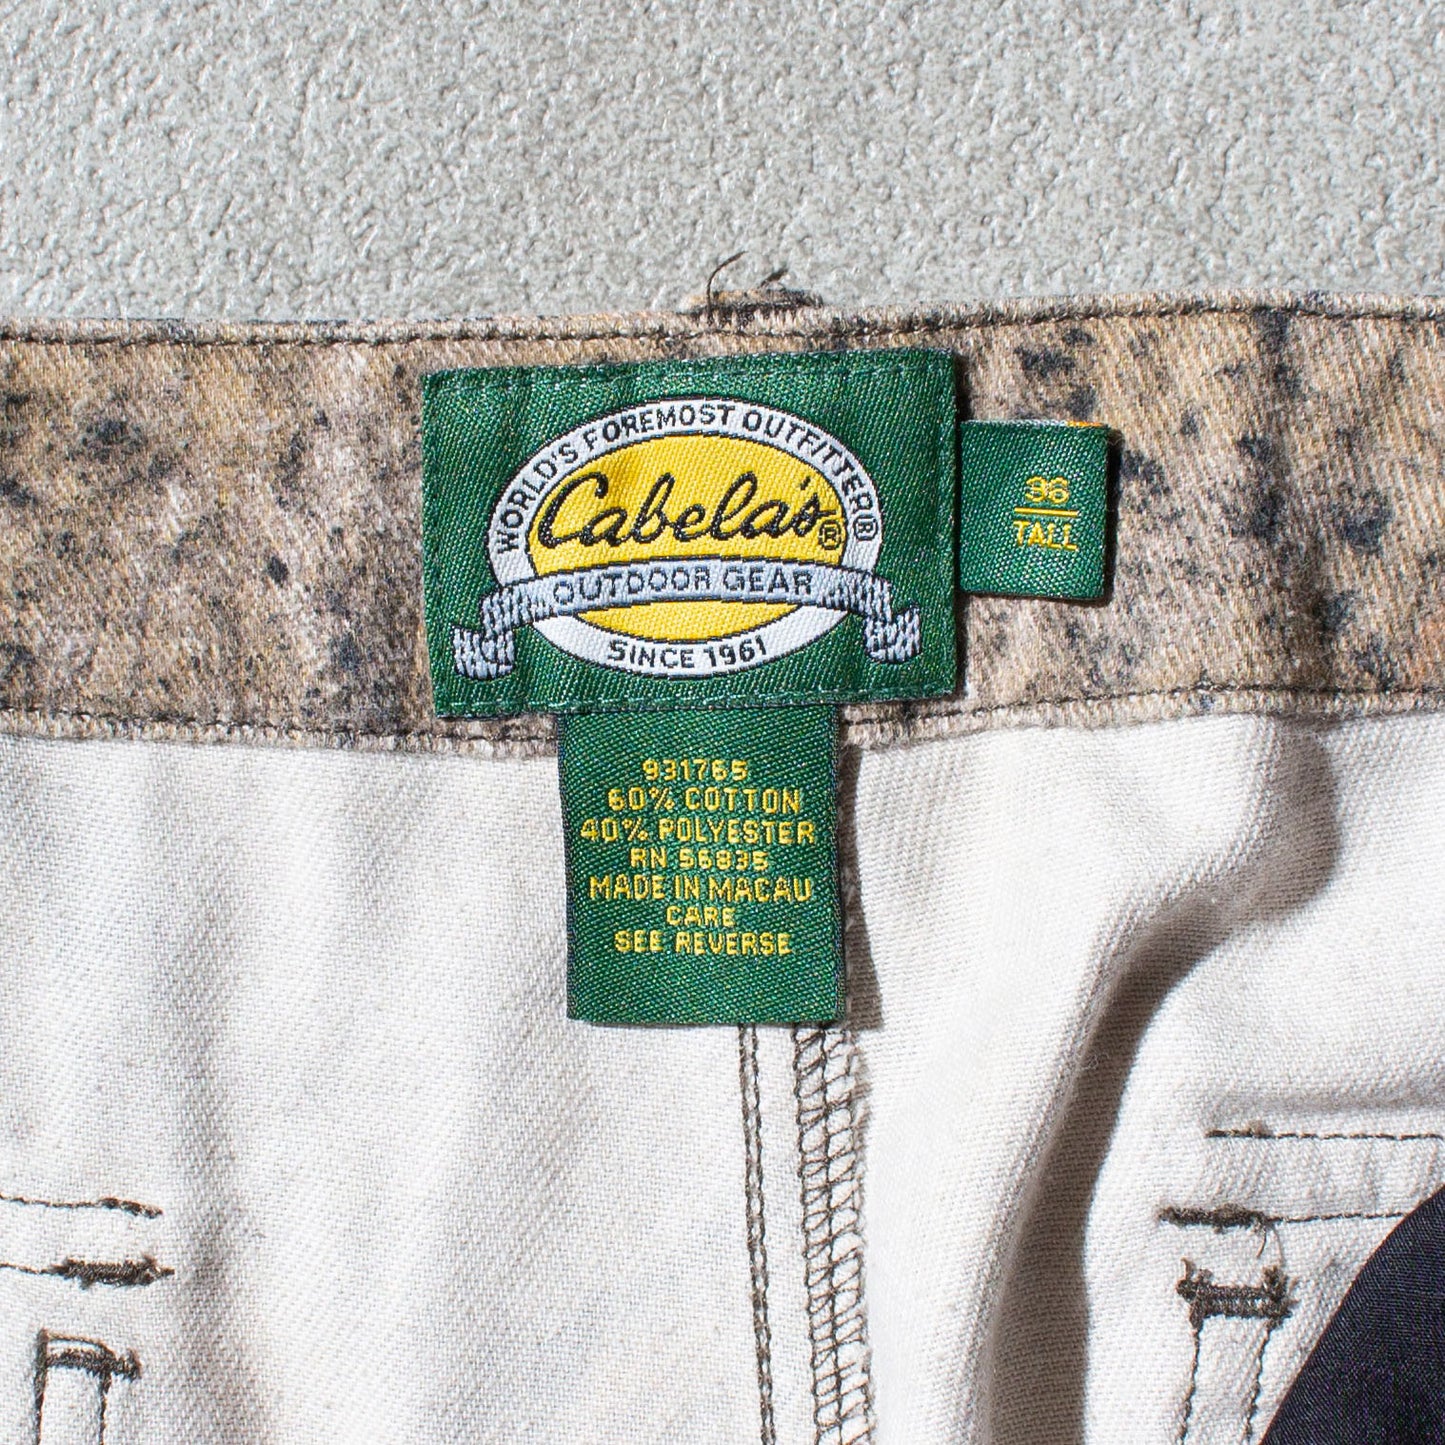 WORLD'S FOREMOST OUTFITTER®
Cabela's®
OUTDOOR GEAR
SINCE 1961
36
TALL
931765
60% COTTON
40% POLYESTER
RN 56835
MADE IN MACAU
CARE
SEE REVERSE